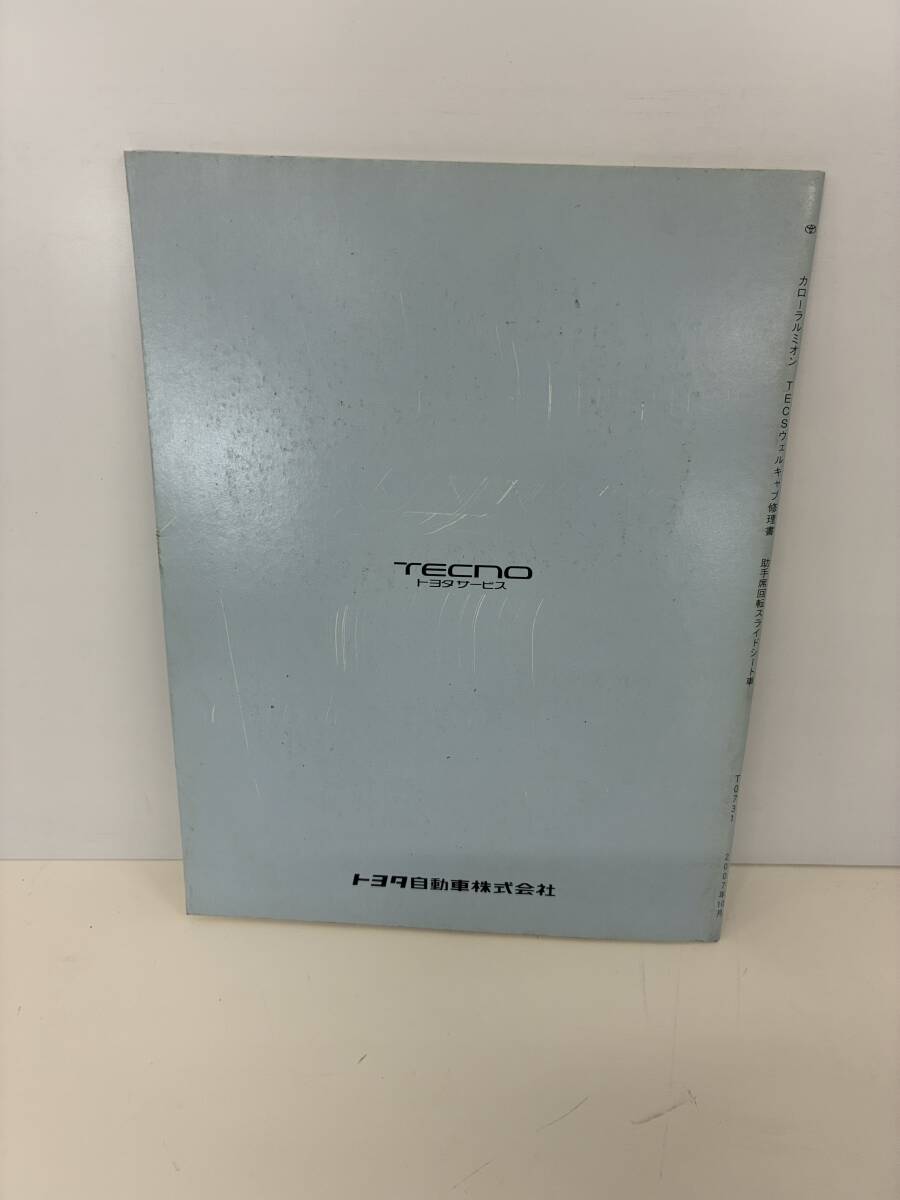 TECNO
トヨタサービス
トヨタ自動車株式会社
カローラルミオン TECSウェルキャブ修理書 助手席回転スライドシート車 T0731 2007年10月